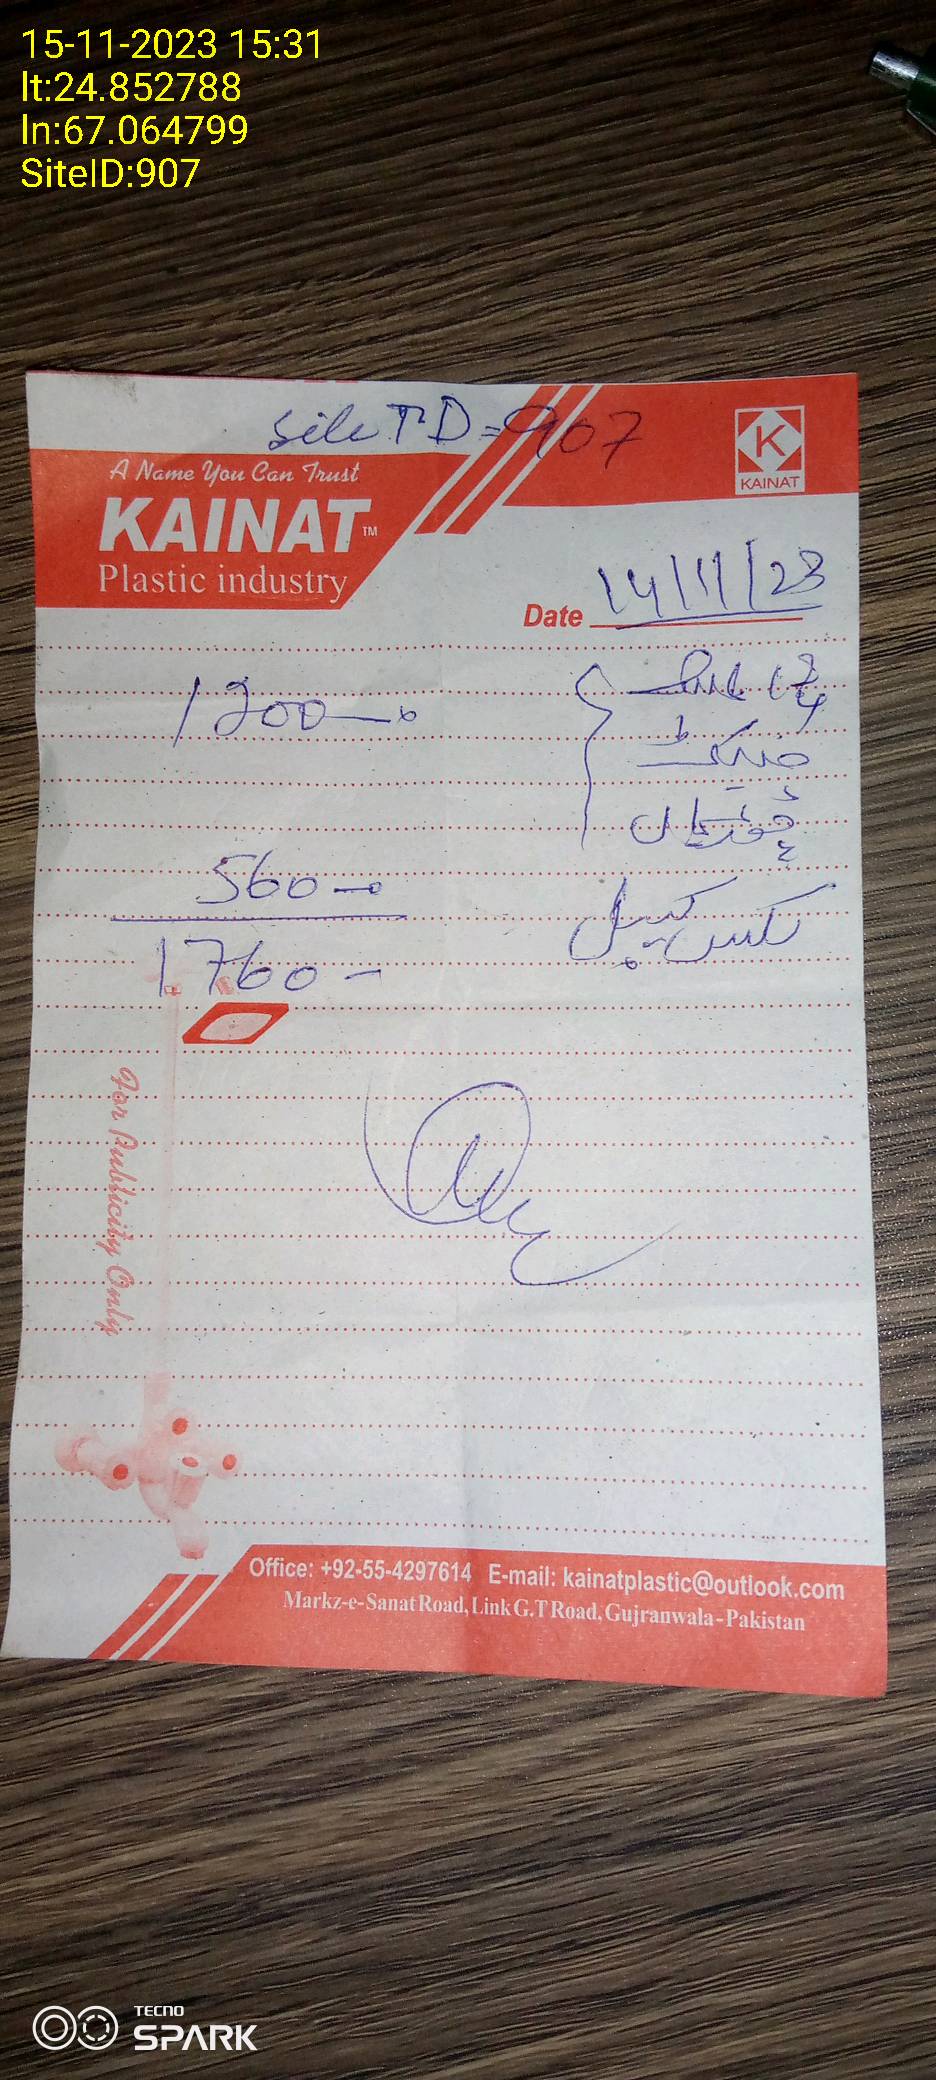 15-11-2023 15:31
lt:24.852788
ln:67.064799
SiteID:907
Site ID = 907
A Name You Can Trust
KAINAT™
Plastic industry
K
KAINAT
Date 14/11/23
1200
560
1760
For Publicity Only
Office: +92-55-4297614 E-mail: kainatplastic@outlook.com
Markz-e-Sanat Road, Link G.T Road, Gujranwala-Pakistan
TECNO
SPARK